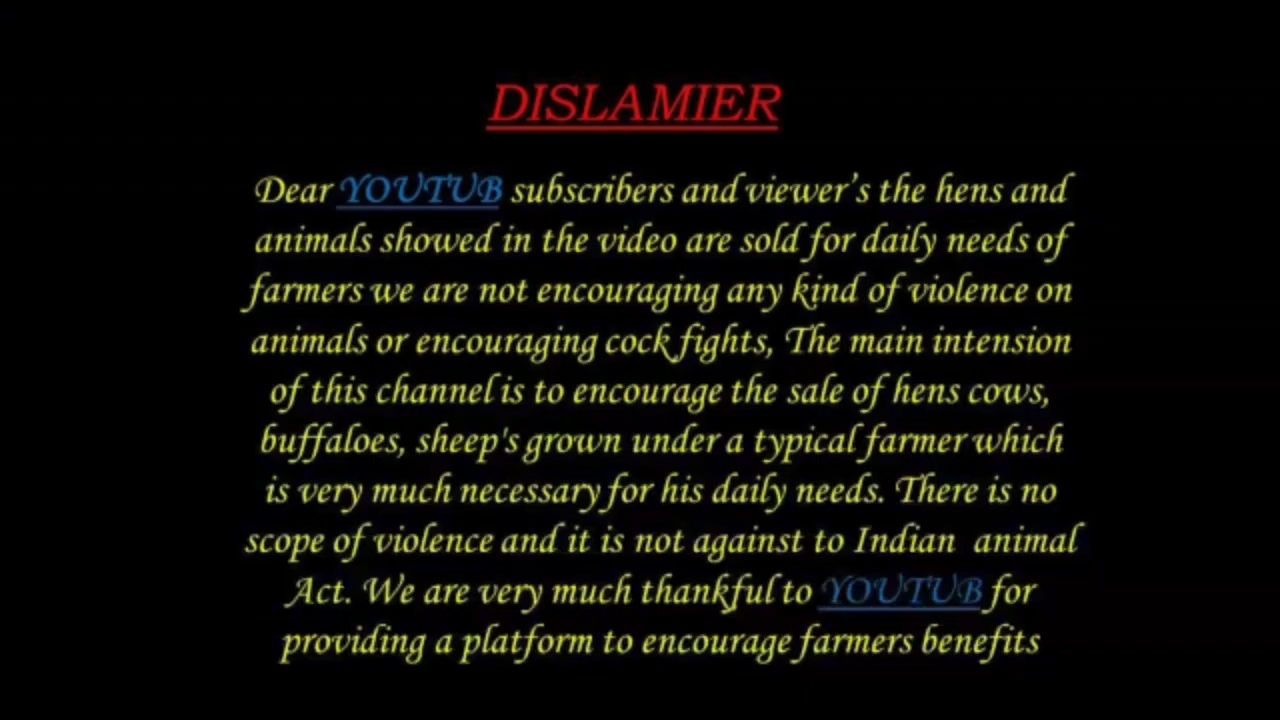 DISLAMIER
Dear YOUTUB subscribers and viewer's the hens and
animals showed in the video are sold for daily needs of
farmers we are not encouraging any kind of violence on
animals or encouraging cock fights, The main intension
of this channel is to encourage the sale of hens cows,
buffaloes, sheep's grown under a typical farmer which
is very much necessary for his daily needs. There is no
scope of violence and it is not against to Indian animal
Act. We are very much thankful to YOUTUB for
providing a platform to encourage farmers benefits